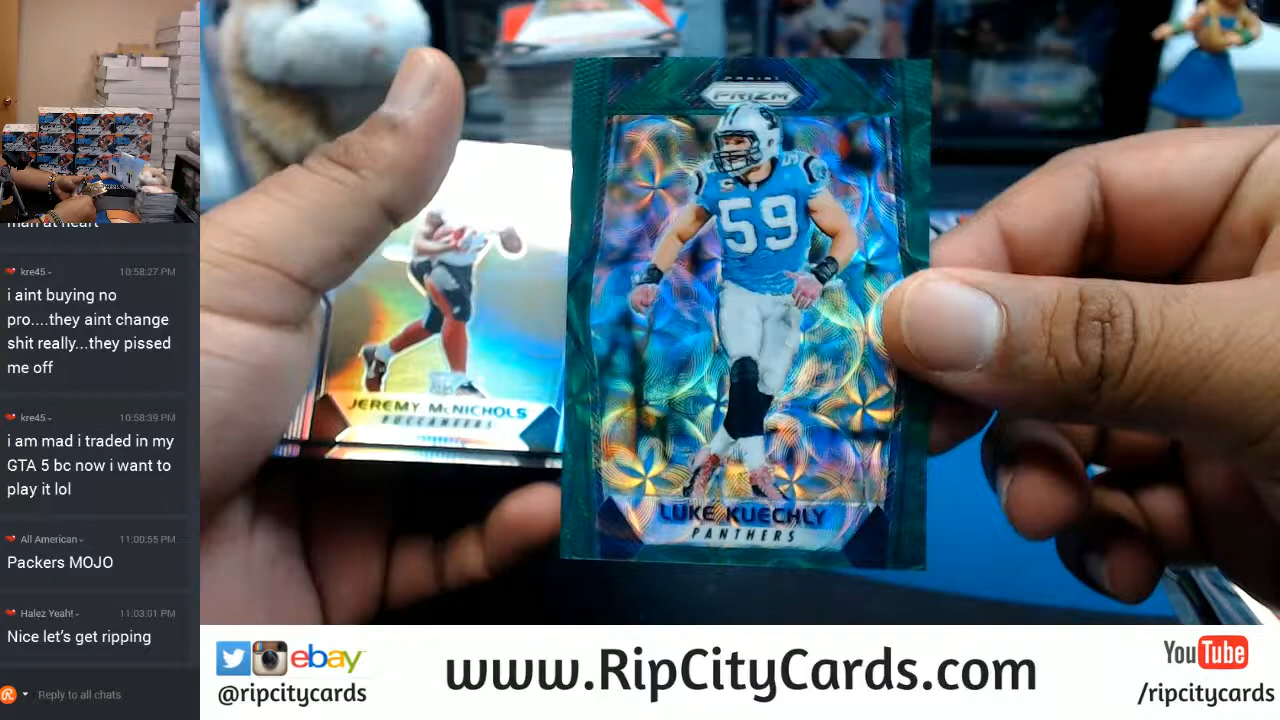 man at heart
kre45
10:58:27 PM
i aint buying no
pro....they aint change
shit really...they pissed
me off
kre45
10:58:39 PM
i am mad i traded in my
GTA 5 bc now i want to
play it lol
All American
11:00:55 PM
Packers MOJO
Halez Yeah!
11:03:01 PM
Nice let's get ripping
Reply to all chats
PANINI
PRIZM
59
59
LUKE KUECHLY
PANTHERS
JEREMY McNICHOLS
BUCCANEERS
ebay
@ripcitycards
www.RipCityCards.com
YouTube
/ripcitycards